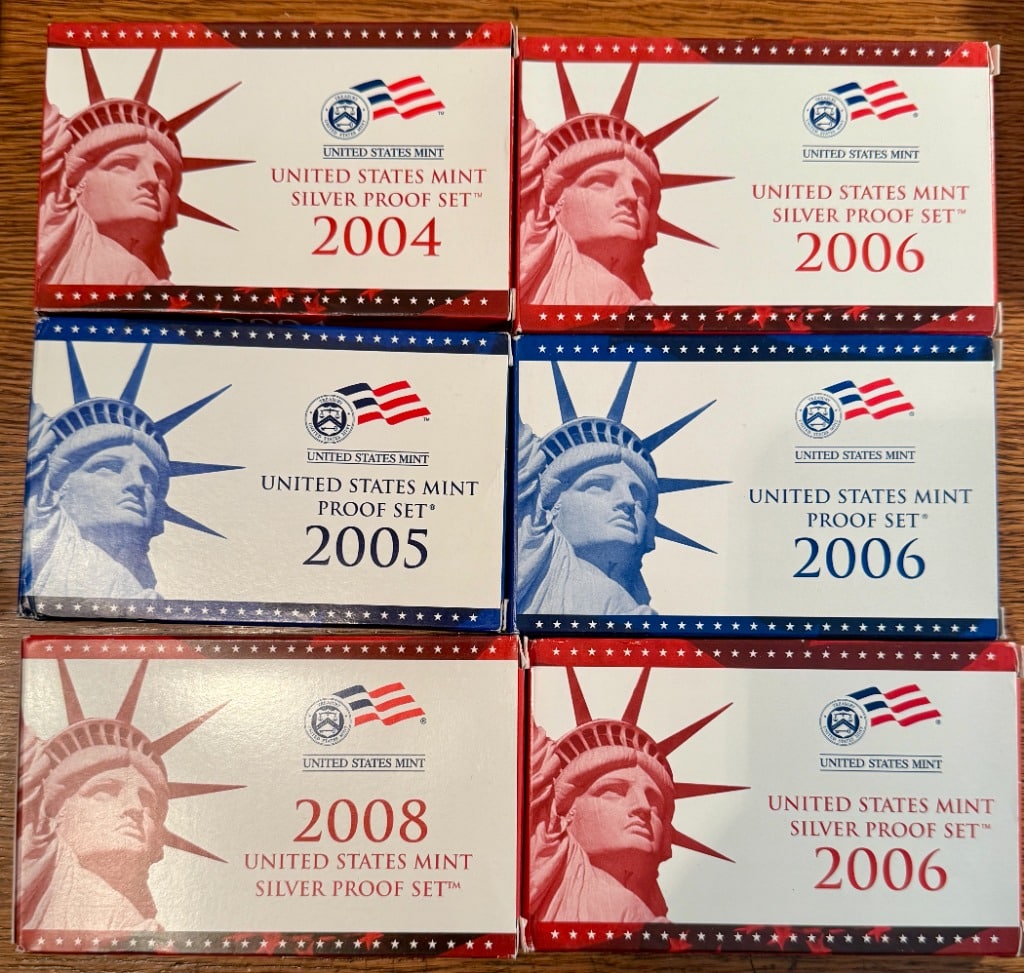 UNITED STATES MINT
UNITED STATES MINT
SILVER PROOF SET™
2004
UNITED STATES MINT
UNITED STATES MINT
SILVER PROOF SET™
2006
UNITED STATES MINT
UNITED STATES MINT
PROOF SET®
2005
UNITED STATES MINT
UNITED STATES MINT
PROOF SET®
2006
UNITED STATES MINT
2008
UNITED STATES MINT
SILVER PROOF SET™
UNITED STATES MINT
UNITED STATES MINT
SILVER PROOF SET™
2006